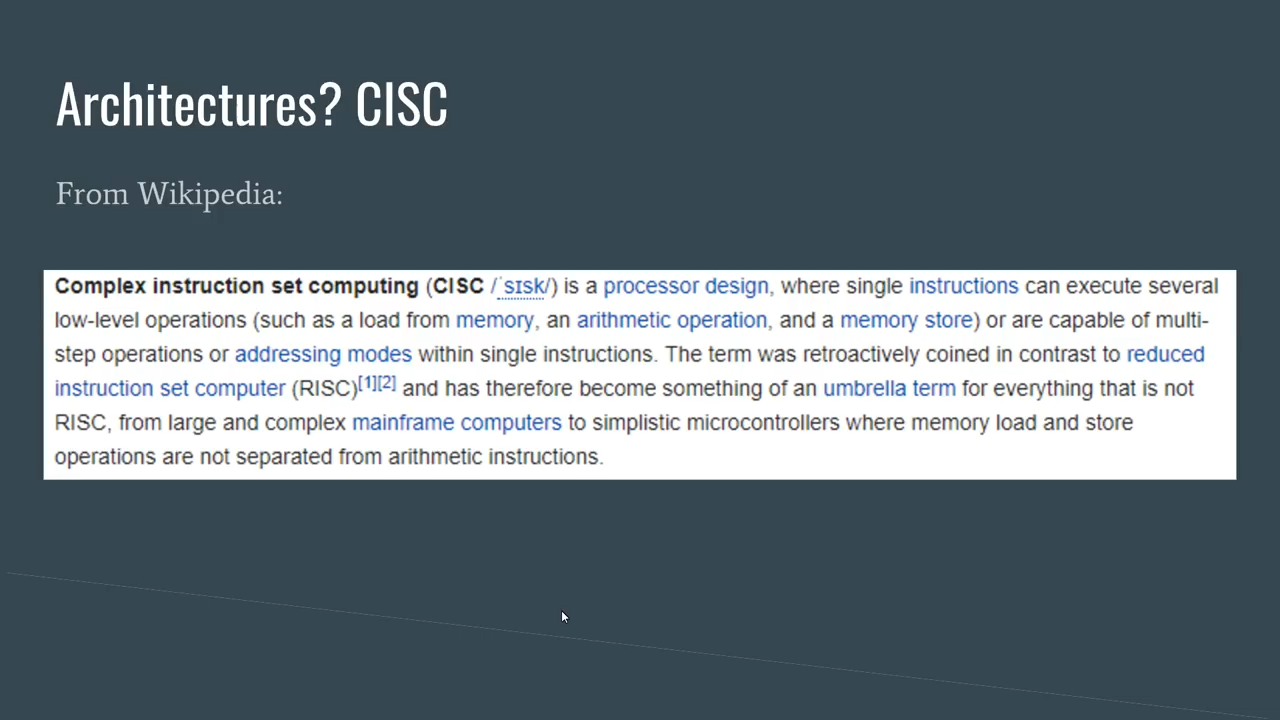 Architectures? CISC
From Wikipedia:
Complex instruction set computing (CISC /ˈsɪsk/) is a processor design, where single instructions can execute several
low-level operations (such as a load from memory, an arithmetic operation, and a memory store) or are capable of multi-
step operations or addressing modes within single instructions. The term was retroactively coined in contrast to reduced
instruction set computer (RISC)[1][2] and has therefore become something of an umbrella term for everything that is not
RISC, from large and complex mainframe computers to simplistic microcontrollers where memory load and store
operations are not separated from arithmetic instructions.